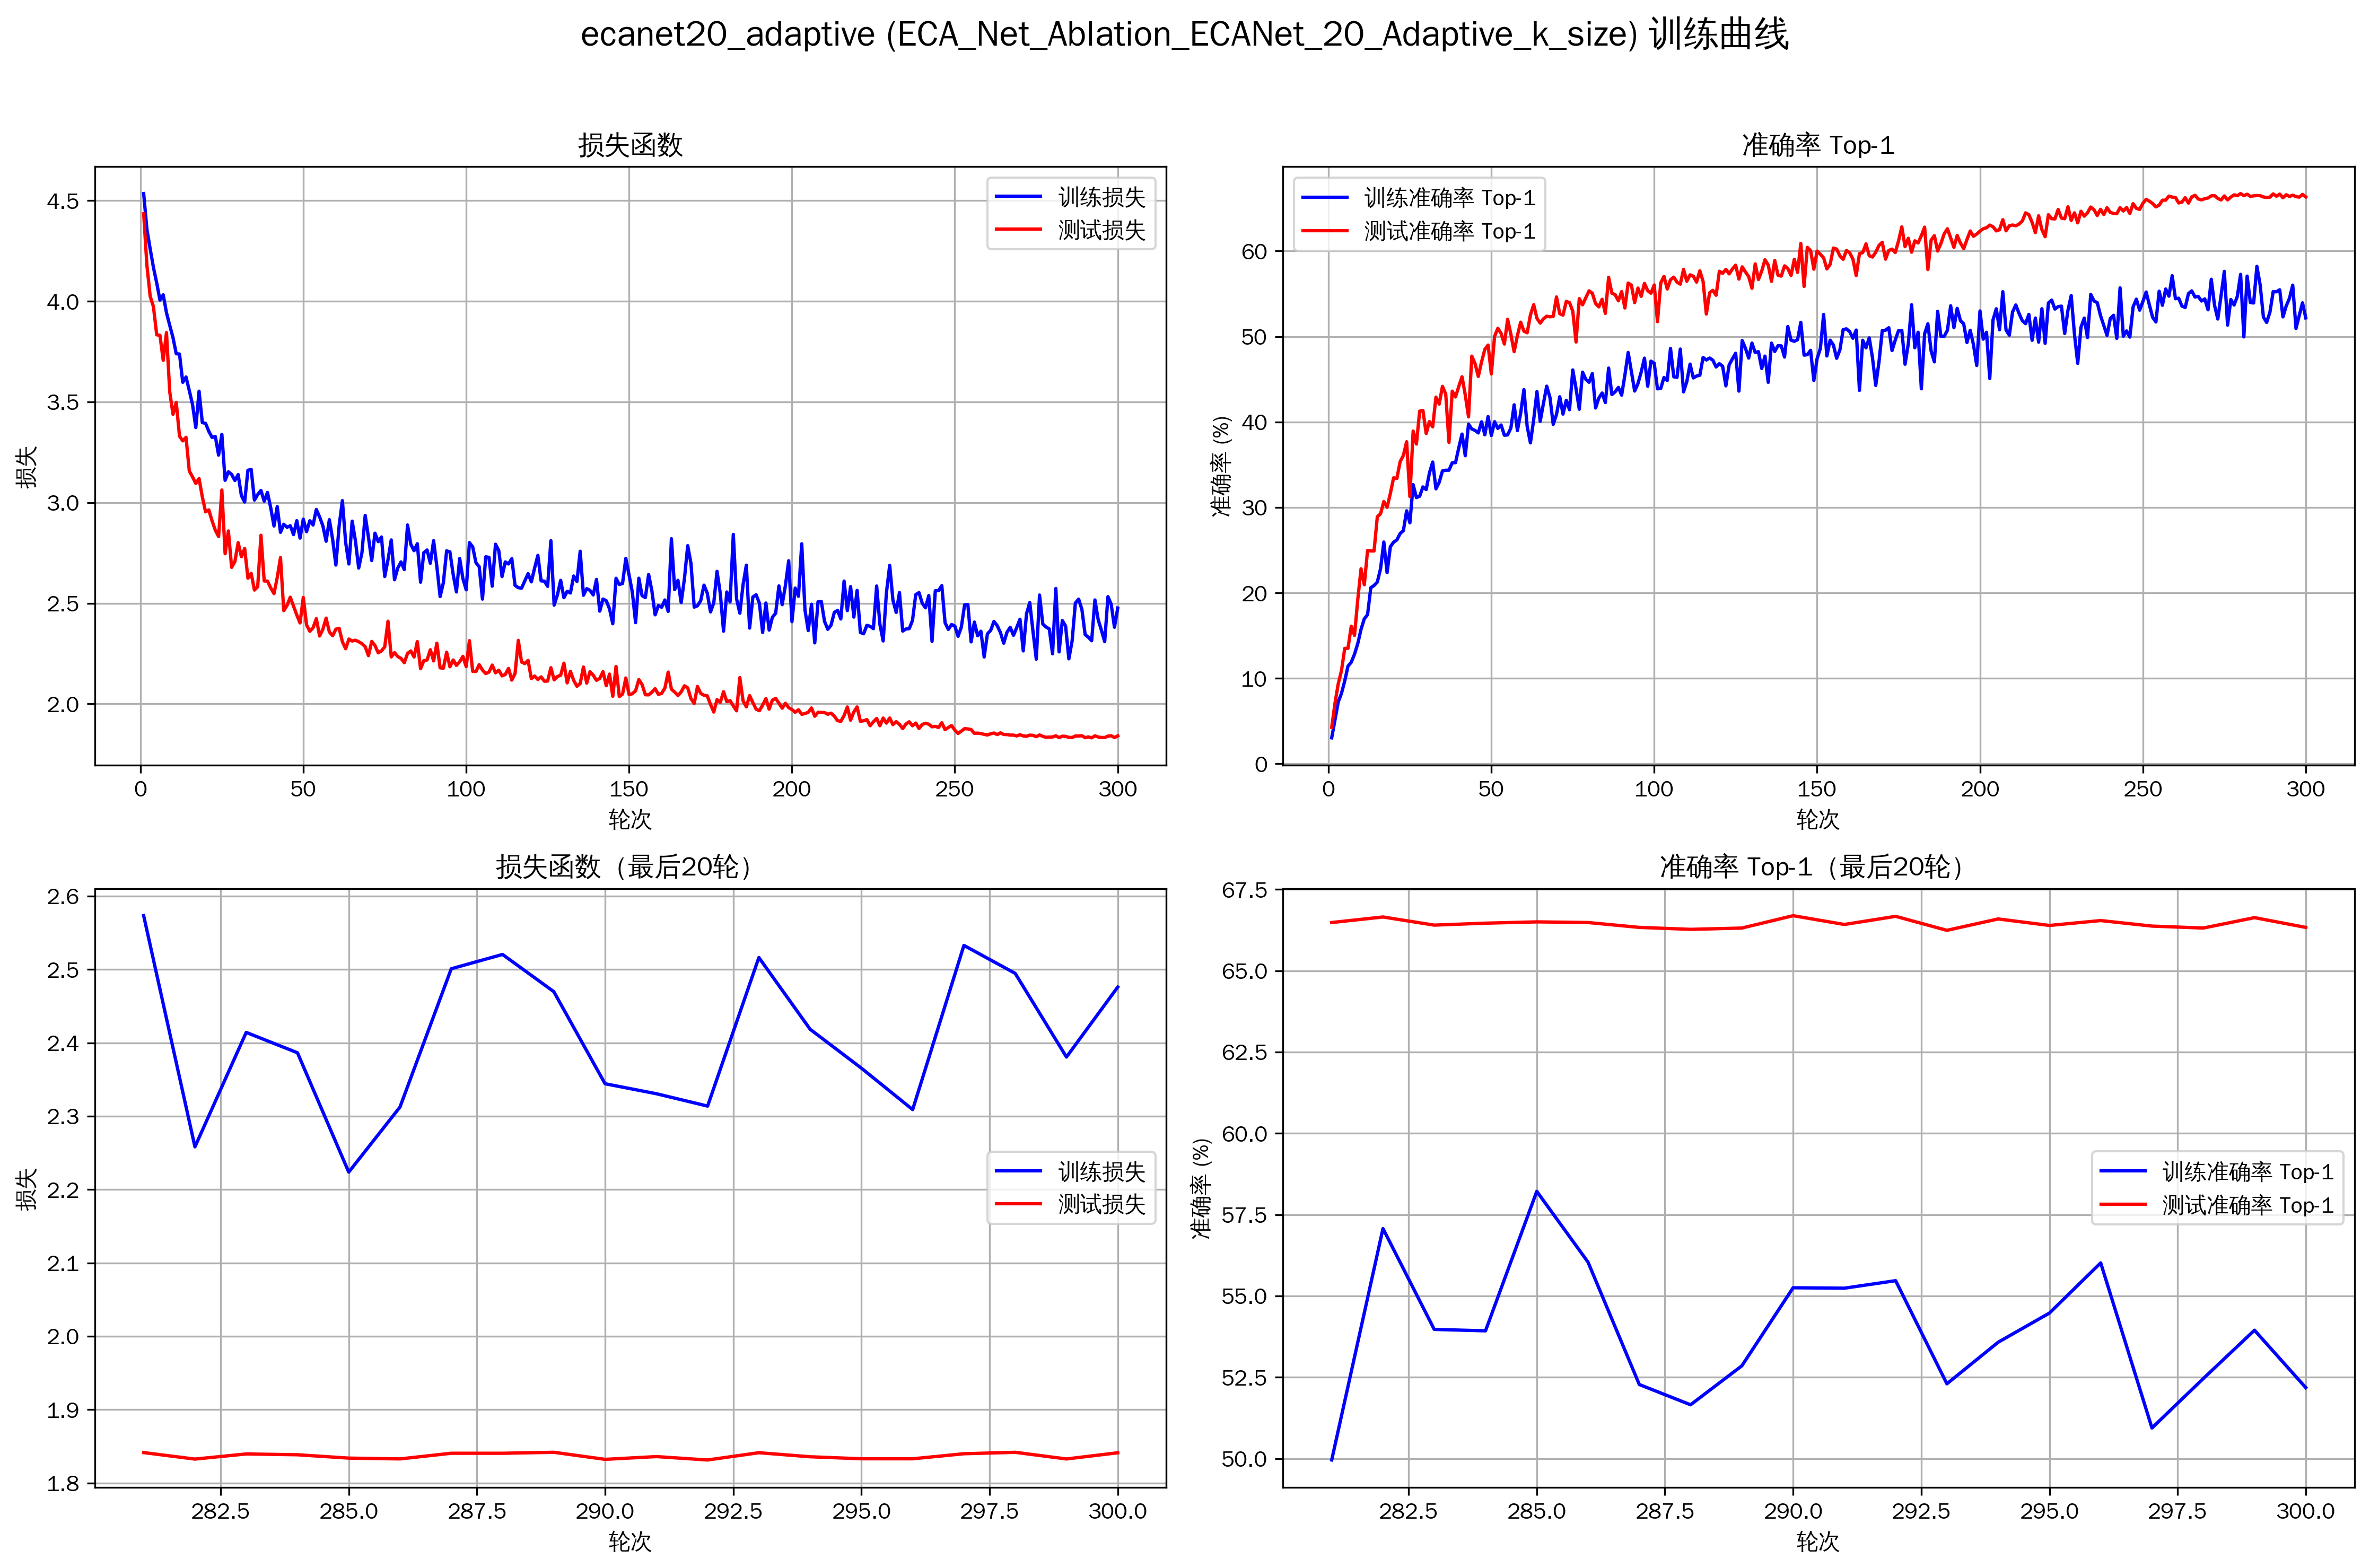 ecanet20_adaptive (ECA_Net_Ablation_ECANet_20_Adaptive_k_size) 训练曲线
损失函数
损失
4.5
4.0
3.5
3.0
2.5
2.0
训练损失
测试损失
0 50 100 150 200 250 300
轮次
准确率 Top-1
准确率 (%)
60
50
40
30
20
10
0
训练准确率 Top-1
测试准确率 Top-1
0 50 100 150 200 250 300
轮次
损失函数（最后20轮）
损失
2.6
2.5
2.4
2.3
2.2
2.1
2.0
1.9
1.8
训练损失
测试损失
282.5 285.0 287.5 290.0 292.5 295.0 297.5 300.0
轮次
准确率 Top-1（最后20轮）
准确率 (%)
67.5
65.0
62.5
60.0
57.5
55.0
52.5
50.0
训练准确率 Top-1
测试准确率 Top-1
282.5 285.0 287.5 290.0 292.5 295.0 297.5 300.0
轮次